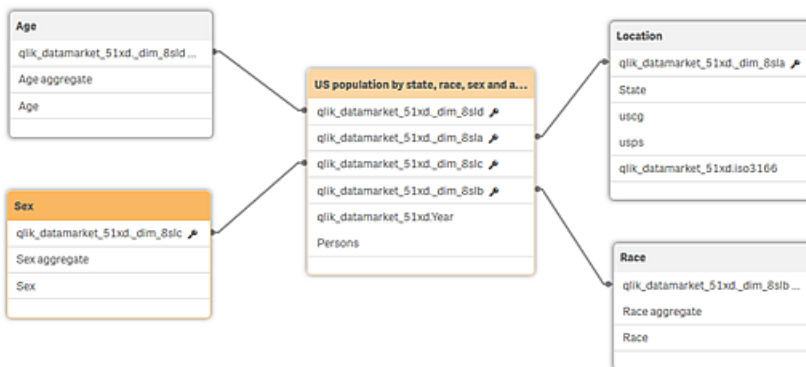 Age
qlik_datamarket_51xd._dim_8sld ...
Age aggregate
Age
Sex
qlik_datamarket_51xd._dim_8slc
Sex aggregate
Sex
US population by state, race, sex and a...
qlik_datamarket_51xd._dim_8sld
qlik_datamarket_51xd._dim_8sla
qlik_datamarket_51xd._dim_8slc
qlik_datamarket_51xd._dim_8slb
qlik_datamarket_51xd.Year
Persons
Location
qlik_datamarket_51xd._dim_8sla
State
uscg
usps
qlik_datamarket_51xd.iso3166
Race
qlik_datamarket_51xd._dim_8slb ...
Race aggregate
Race